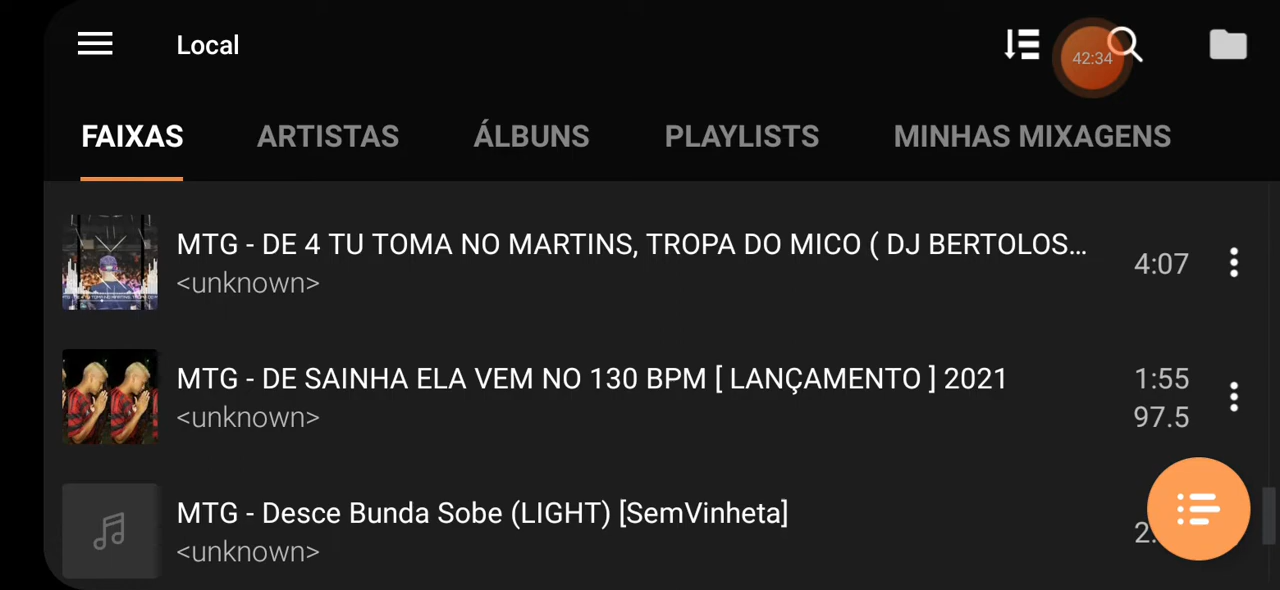 Local
42:34
FAIXAS
ARTISTAS
ÁLBUNS
PLAYLISTS
MINHAS MIXAGENS
MTG - DE 4 TU TOMA NO MARTINS, TROPA DO MICO ( DJ BERTOLOS...
<unknown>
4:07
MTG - DE SAINHA ELA VEM NO 130 BPM [ LANÇAMENTO ] 2021
<unknown>
1:55
97.5
MTG - Desce Bunda Sobe (LIGHT) [SemVinheta]
<unknown>